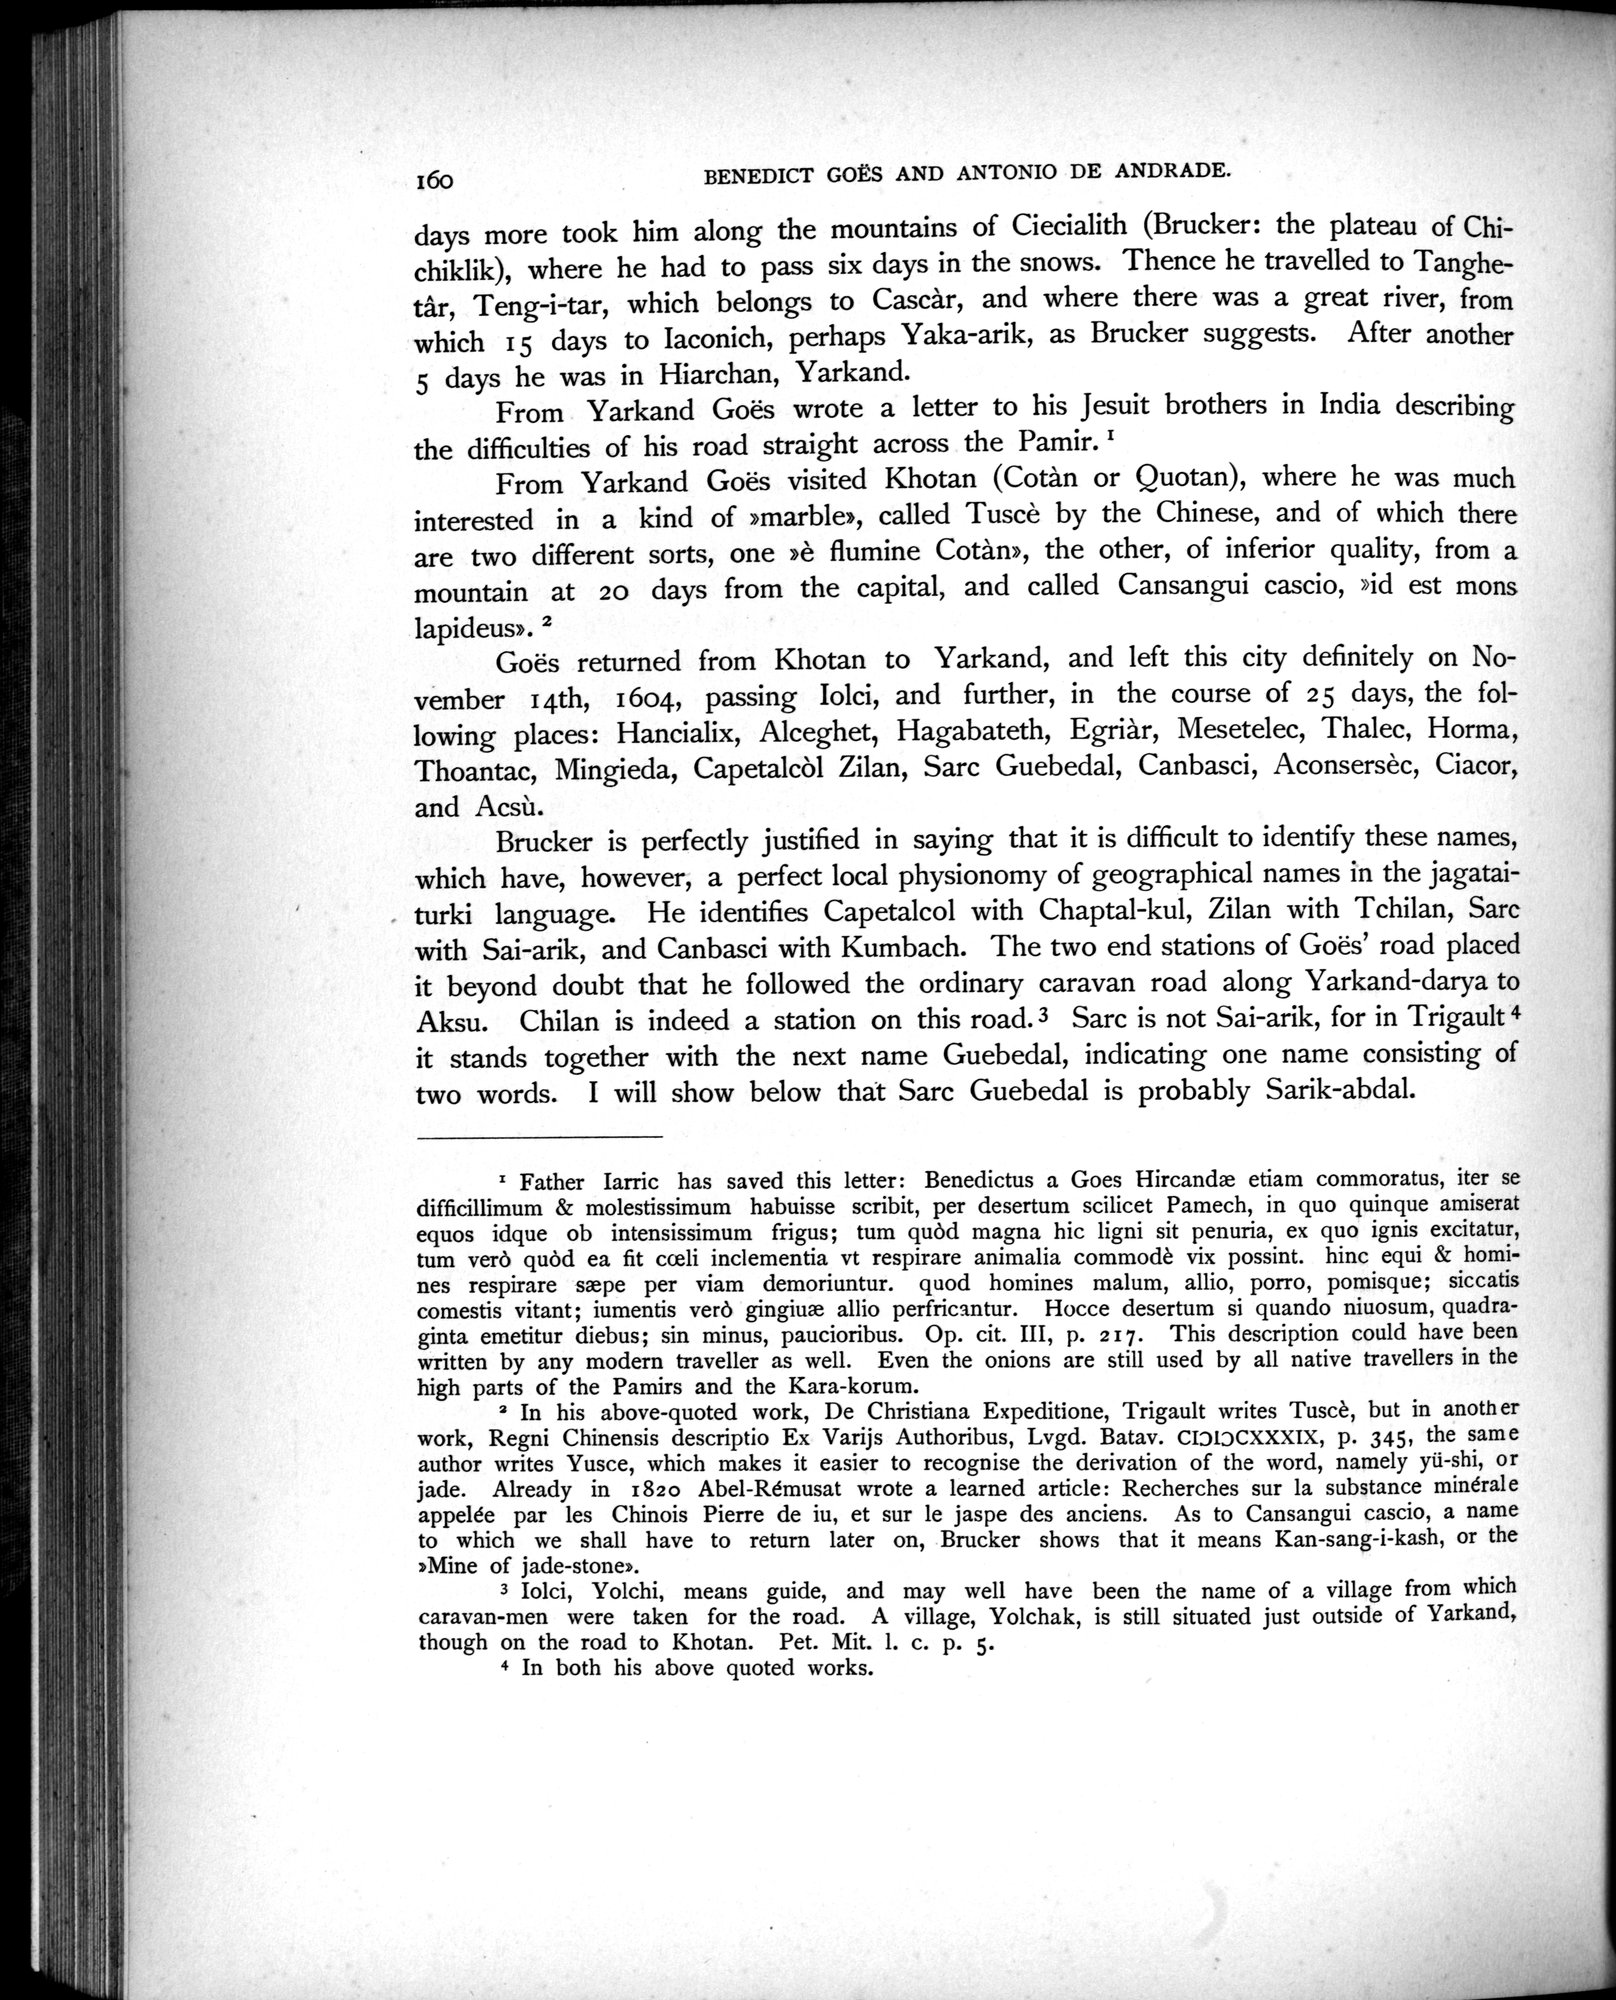 160 BENEDICT GOËS AND ANTONIO DE ANDRADE.
days more took him along the mountains of Ciecialith (Brucker: the plateau of Chi-
chiklik), where he had to pass six days in the snows. Thence he travelled to Tanghe-
târ, Teng-i-tar, which belongs to Cascàr, and where there was a great river, from
which 15 days to Iaconich, perhaps Yaka-arik, as Brucker suggests. After another
5 days he was in Hiarchan, Yarkand.
From Yarkand Goës wrote a letter to his Jesuit brothers in India describing
the difficulties of his road straight across the Pamir. ¹
From Yarkand Goës visited Khotan (Cotàn or Quotan), where he was much
interested in a kind of »marble», called Tuscè by the Chinese, and of which there
are two different sorts, one »è flumine Cotàn», the other, of inferior quality, from a
mountain at 20 days from the capital, and called Cansangui cascio, »id est mons
lapideus». ²
Goës returned from Khotan to Yarkand, and left this city definitely on No-
vember 14th, 1604, passing Iolci, and further, in the course of 25 days, the fol-
lowing places: Hancialix, Alceghet, Hagabateth, Egriàr, Mesetelec, Thalec, Horma,
Thoantac, Mingieda, Capetalcòl Zilan, Sarc Guebedal, Canbasci, Aconsersèc, Ciacor,
and Acsù.
Brucker is perfectly justified in saying that it is difficult to identify these names,
which have, however, a perfect local physionomy of geographical names in the jagatai-
turki language. He identifies Capetalcol with Chaptal-kul, Zilan with Tchilan, Sarc
with Sai-arik, and Canbasci with Kumbach. The two end stations of Goës’ road placed
it beyond doubt that he followed the ordinary caravan road along Yarkand-darya to
Aksu. Chilan is indeed a station on this road. ³ Sarc is not Sai-arik, for in Trigault ⁴
it stands together with the next name Guebedal, indicating one name consisting of
two words. I will show below that Sarc Guebedal is probably Sarik-abdal.
¹ Father Iarric has saved this letter: Benedictus a Goes Hircandæ etiam commoratus, iter se
difficillimum & molestissimum habuisse scribit, per desertum scilicet Pamech, in quo quinque amiserat
equos idque ob intensissimum frigus; tum quòd magna hic ligni sit penuria, ex quo ignis excitatur,
tum verò quòd ea fit cœli inclementia vt respirare animalia commodè vix possint. hinc equi & homi-
nes respirare sæpe per viam demoriuntur. quod homines malum, allio, porro, pomisque; siccatis
comestis vitant; iumentis verò gingiuæ allio perfricantur. Hocce desertum si quando niuosum, quadra-
ginta emetitur diebus; sin minus, paucioribus. Op. cit. III, p. 217. This description could have been
written by any modern traveller as well. Even the onions are still used by all native travellers in the
high parts of the Pamirs and the Kara-korum.
² In his above-quoted work, De Christiana Expeditione, Trigault writes Tuscè, but in another
work, Regni Chinensis descriptio Ex Varijs Authoribus, Lvgd. Batav. CIƆIƆCXXXIX, p. 345, the same
author writes Yusce, which makes it easier to recognise the derivation of the word, namely yü-shi, or
jade. Already in 1820 Abel-Rémusat wrote a learned article: Recherches sur la substance minérale
appelée par les Chinois Pierre de iu, et sur le jaspe des anciens. As to Cansangui cascio, a name
to which we shall have to return later on, Brucker shows that it means Kan-sang-i-kash, or the
»Mine of jade-stone».
³ Iolci, Yolchi, means guide, and may well have been the name of a village from which
caravan-men were taken for the road. A village, Yolchak, is still situated just outside of Yarkand,
though on the road to Khotan. Pet. Mit. l. c. p. 5.
⁴ In both his above quoted works.